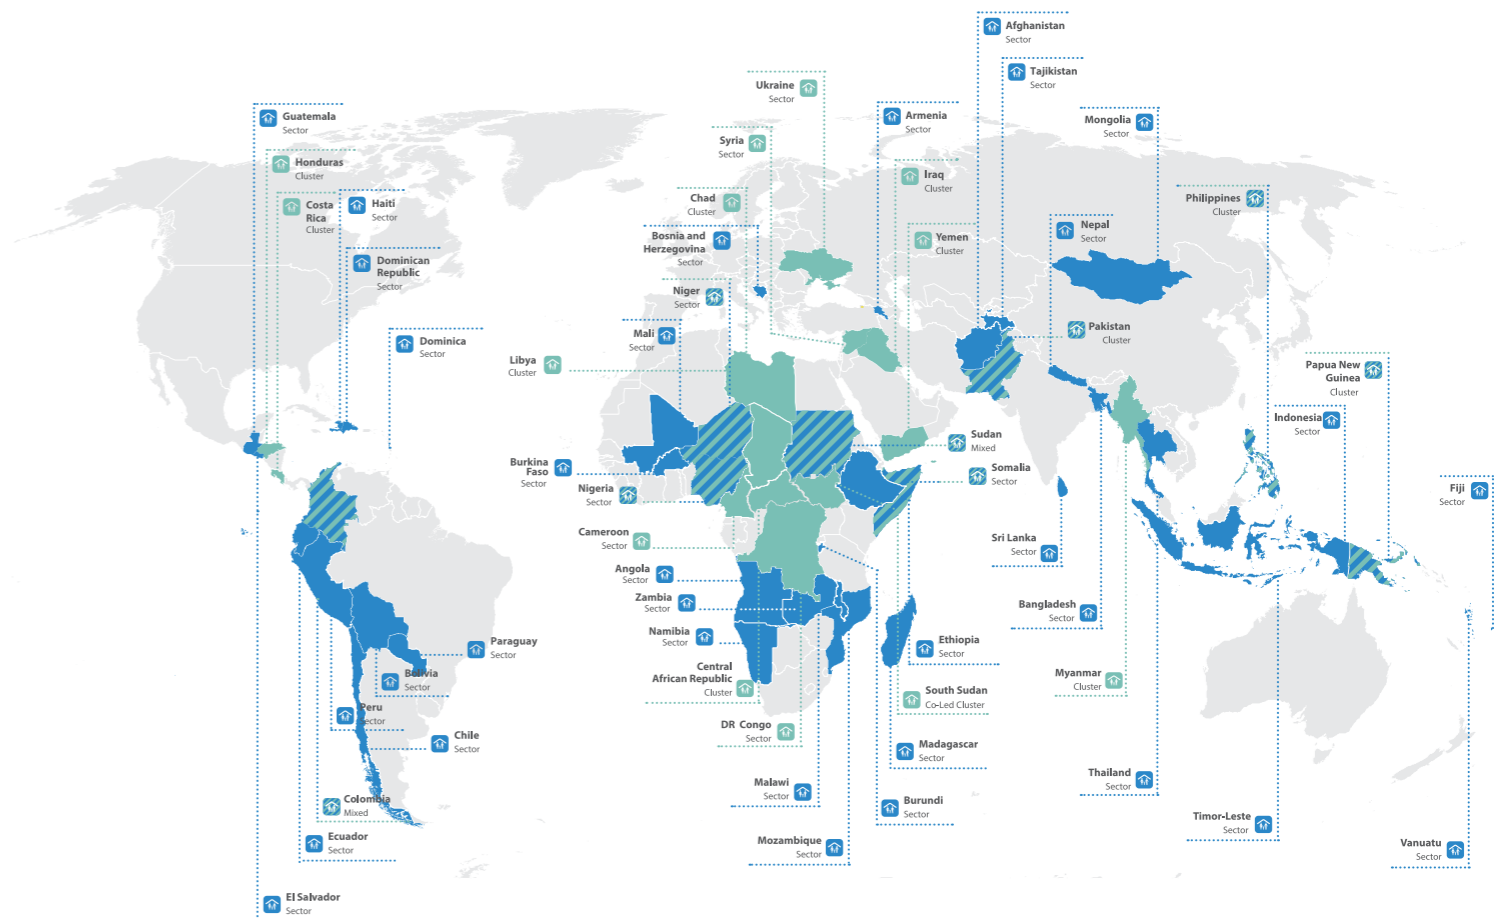 Afghanistan
Sector
Tajikistan
Sector
Ukraine
Sector
Guatemala
Sector
Armenia
Sector
Mongolia
Sector
Syria
Sector
Honduras
Cluster
Iraq
Cluster
Costa
Rica
Cluster
Haiti
Sector
Chad
Cluster
Philippines
Cluster
Nepal
Sector
Bosnia and
Herzegovina
Sector
Yemen
Cluster
Dominican
Republic
Sector
Niger
Sector
Mali
Sector
Pakistan
Cluster
Dominica
Sector
Libya
Cluster
Papua New
Guinea
Cluster
Indonesia
Sector
Sudan
Mixed
Burkina
Faso
Sector
Somalia
Sector
Nigeria
Sector
Fiji
Sector
Cameroon
Sector
Sri Lanka
Sector
Angola
Sector
Zambia
Sector
Bangladesh
Sector
Namibia
Sector
Paraguay
Sector
Ethiopia
Sector
Bolivia
Sector
Central
African Republic
Cluster
Myanmar
Cluster
South Sudan
Co-Led Cluster
Peru
Sector
DR Congo
Sector
Chile
Sector
Madagascar
Sector
Malawi
Sector
Thailand
Sector
Colombia
Mixed
Burundi
Sector
Timor-Leste
Sector
Ecuador
Sector
Mozambique
Sector
Vanuatu
Sector
El Salvador
Sector